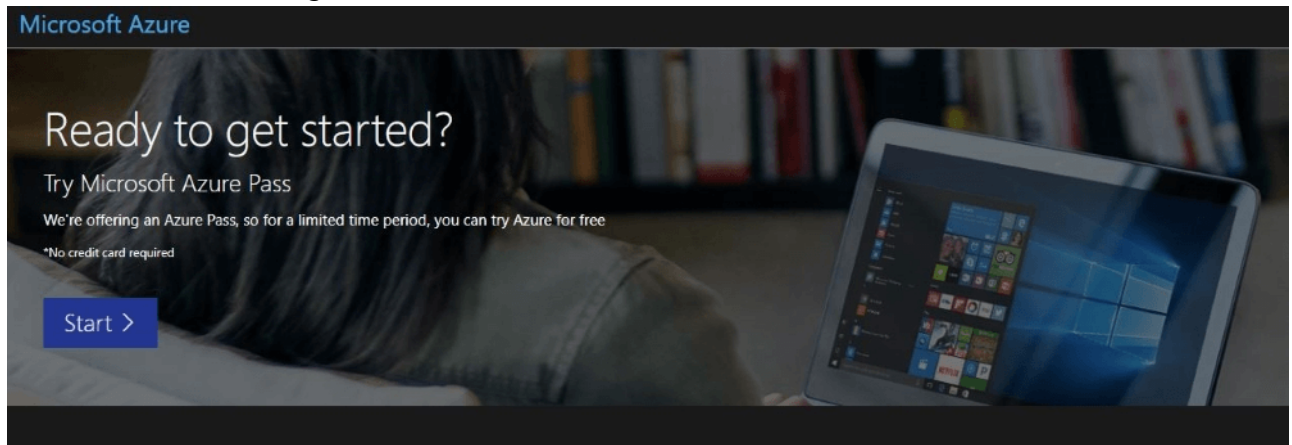 Microsoft Azure
Ready to get started?
Try Microsoft Azure Pass
We're offering an Azure Pass, so for a limited time period, you can try Azure for free
*No credit card required
Start >